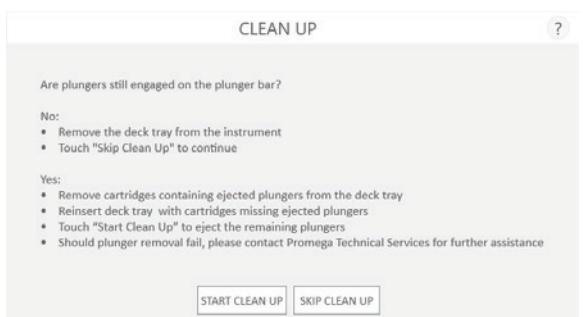 CLEAN UP
?
Are plungers still engaged on the plunger bar?
No:
• Remove the deck tray from the instrument
• Touch "Skip Clean Up" to continue
Yes:
• Remove cartridges containing ejected plungers from the deck tray
• Reinsert deck tray with cartridges missing ejected plungers
• Touch “Start Clean Up” to eject the remaining plungers
• Should plunger removal fail, please contact Promega Technical Services for further assistance
START CLEAN UP SKIP CLEAN UP